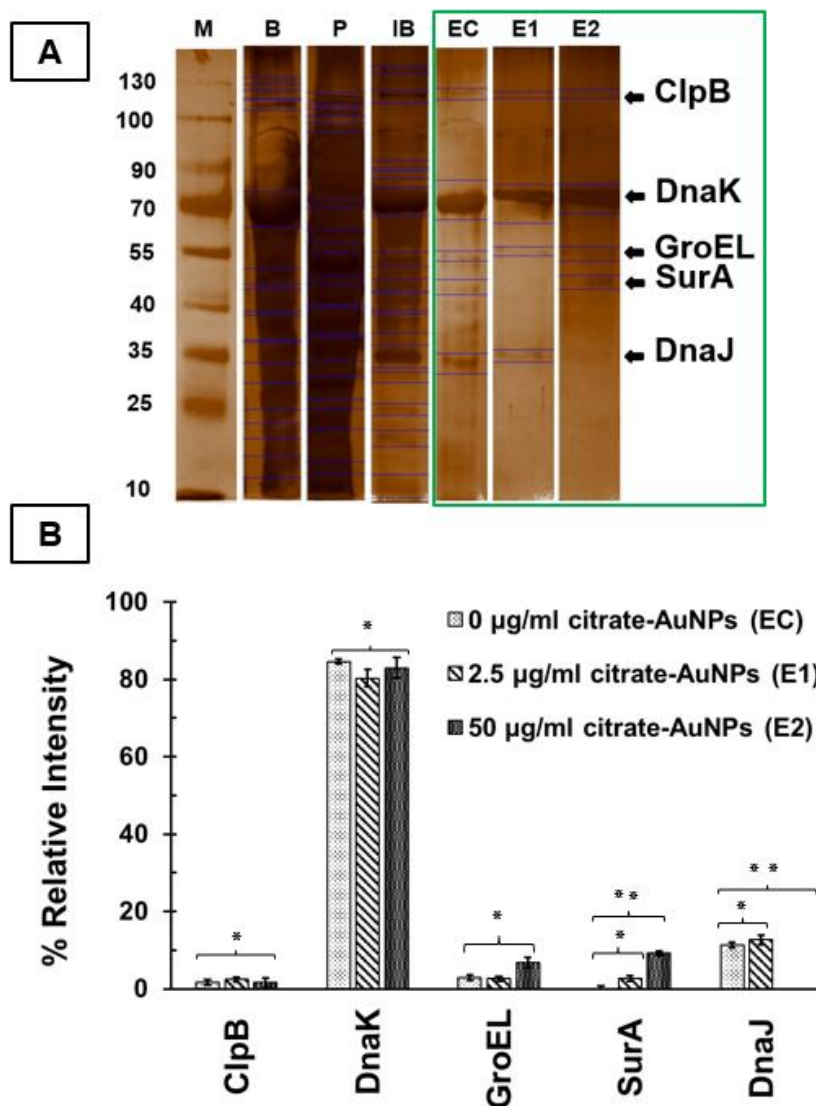 A
M B P IB EC E1 E2
130
100
90
70
55
40
35
25
10
ClpB
DnaK
GroEL
SurA
DnaJ
B
% Relative Intensity
100
80
60
40
20
0
0 µg/ml citrate-AuNPs (EC)
2.5 µg/ml citrate-AuNPs (E1)
50 µg/ml citrate-AuNPs (E2)
*
*
*
* *
*
* *
*
ClpB
DnaK
GroEL
SurA
DnaJ